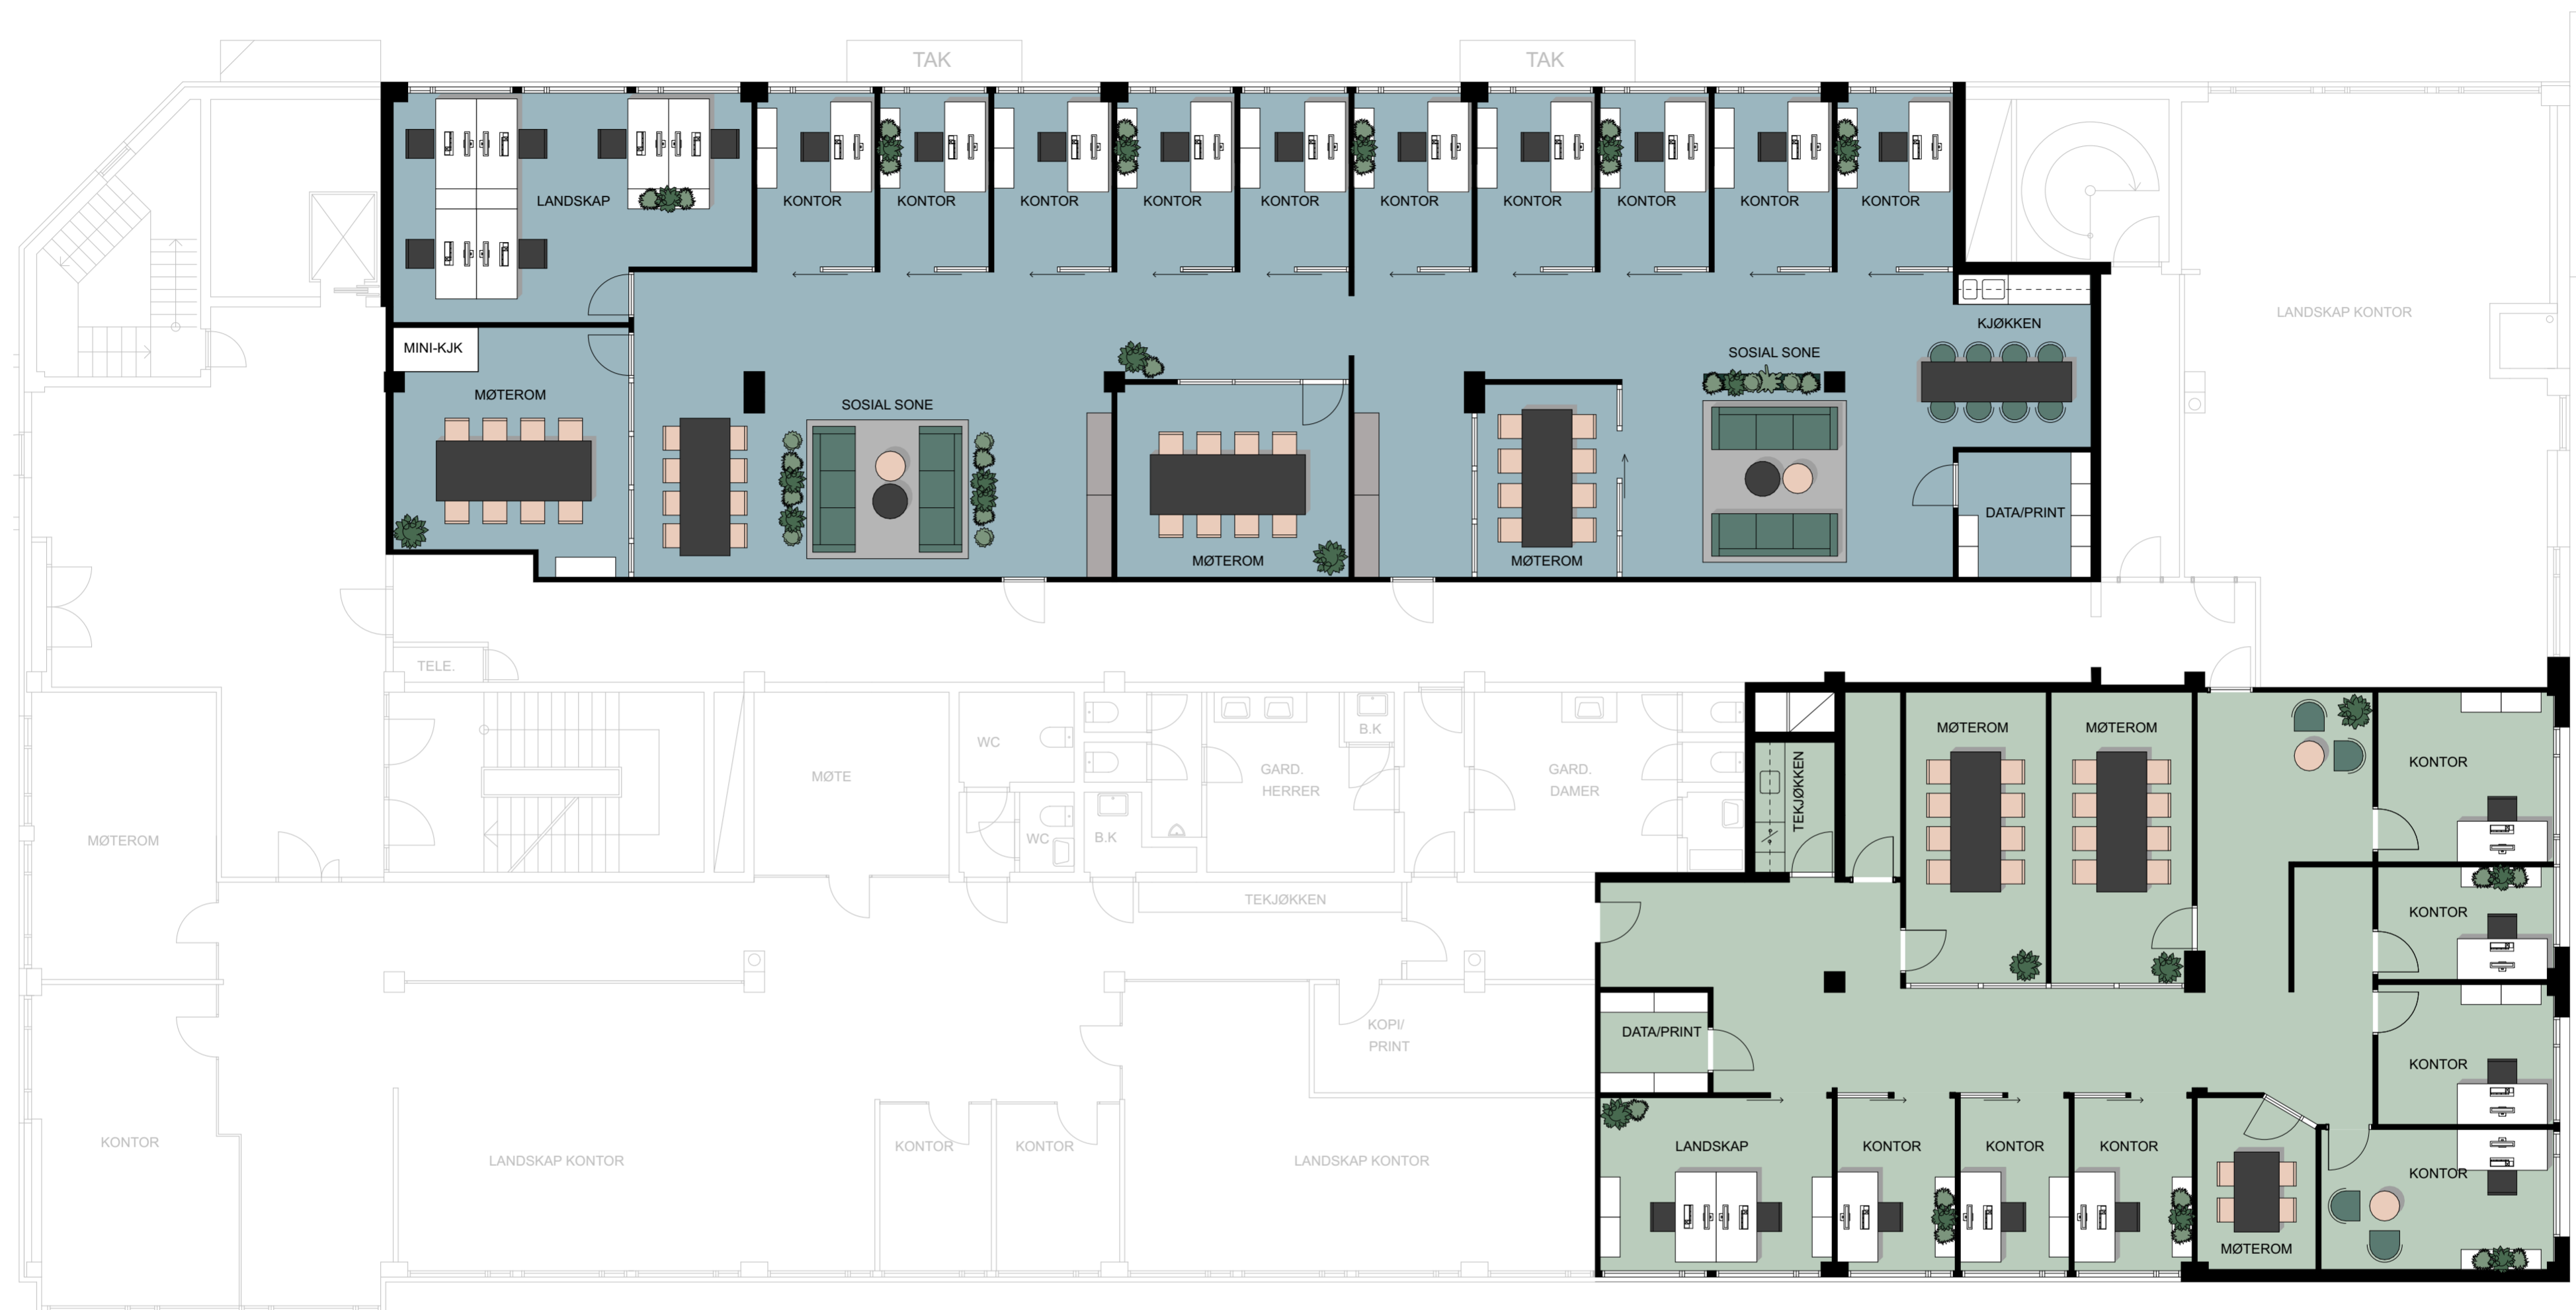 TAK
TAK
LANDSKAP
KONTOR
KONTOR
KONTOR
KONTOR
KONTOR
KONTOR
KONTOR
KONTOR
KONTOR
KONTOR
LANDSKAP KONTOR
KJØKKEN
MINI-KJK
SOSIAL SONE
MØTEROM
SOSIAL SONE
DATA/PRINT
MØTEROM
MØTEROM
TELE.
MØTEROM
MØTEROM
B.K
WC
KONTOR
GARD.
HERRER
GARD.
DAMER
MØTE
TEKJØKKEN
WC
B.K
MØTEROM
TEKJØKKEN
KONTOR
KOPI/
PRINT
DATA/PRINT
KONTOR
KONTOR
KONTOR
KONTOR
LANDSKAP
KONTOR
KONTOR
KONTOR
LANDSKAP KONTOR
LANDSKAP KONTOR
KONTOR
MØTEROM